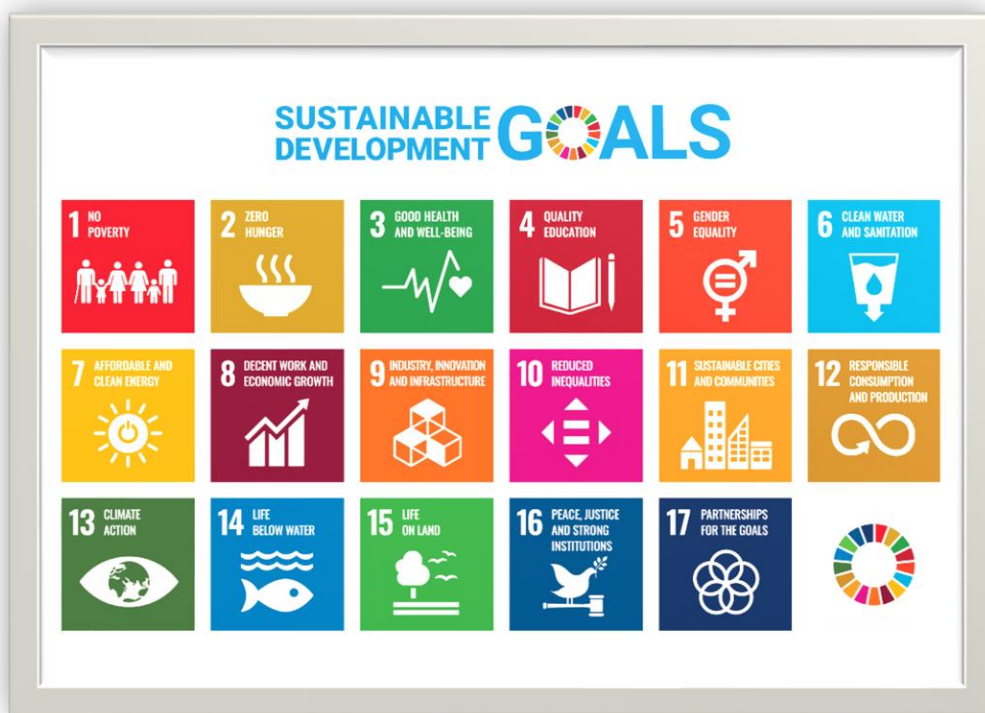 SUSTAINABLE
DEVELOPMENT GOALS
1 NO
POVERTY
2 ZERO
HUNGER
3 GOOD HEALTH
AND WELL-BEING
4 QUALITY
EDUCATION
5 GENDER
EQUALITY
6 CLEAN WATER
AND SANITATION
7 AFFORDABLE AND
CLEAN ENERGY
8 DECENT WORK AND
ECONOMIC GROWTH
9 INDUSTRY, INNOVATION
AND INFRASTRUCTURE
10 REDUCED
INEQUALITIES
11 SUSTAINABLE CITIES
AND COMMUNITIES
12 RESPONSIBLE
CONSUMPTION
AND PRODUCTION
13 CLIMATE
ACTION
14 LIFE
BELOW WATER
15 LIFE
ON LAND
16 PEACE, JUSTICE
AND STRONG
INSTITUTIONS
17 PARTNERSHIPS
FOR THE GOALS